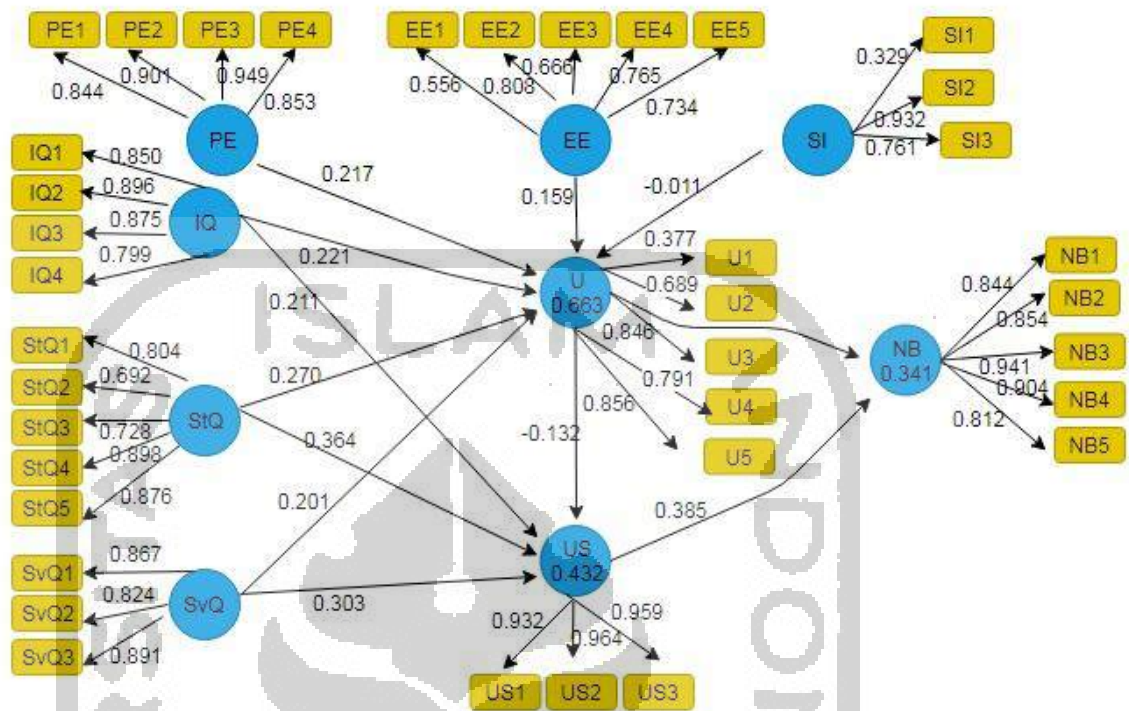 PE1 PE2 PE3 PE4 EE1 EE2 EE3 EE4 EE5 SI1
0.844 0.901 0.949 0.853 0.556 0.808 0.666 0.765 0.734 0.329
SI2
0.932
PE EE SI SI3
0.761
IQ1 0.850
IQ2 0.896
IQ IQ3 0.875
IQ4 0.799
0.217 0.159 -0.011
0.221
0.211
0.377 U1
U 0.689 U2
0.663 0.846 U3
0.791 U4
0.856 U5
NB1 0.844
NB2 0.854
NB NB3 0.941
0.341 0.904 NB4
0.812 NB5
ISLAM
StQ1 0.804
StQ2 0.692
StQ StQ3 0.728
StQ4 0.898
StQ5 0.876
0.270
0.364
-0.132
0.201
0.385
SvQ1 0.867
SvQ2 0.824
SvQ SvQ3 0.891
0.303
US
0.432
0.932 0.964 0.959
US1 US2 US3